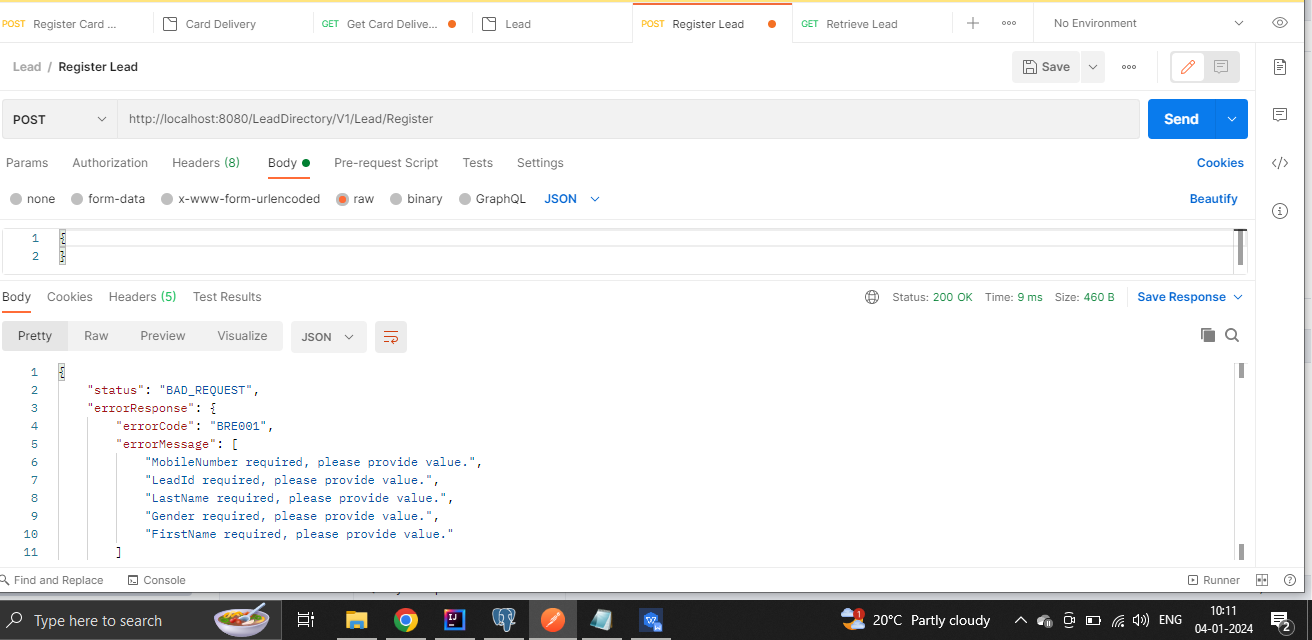 POST Register Card ... Card Delivery GET Get Card Delive... Lead POST Register Lead GET Retrieve Lead No Environment
Lead / Register Lead Save
POST http://localhost:8080/LeadDirectory/V1/Lead/Register Send
Params Authorization Headers (8) Body Pre-request Script Tests Settings Cookies
none form-data x-www-form-urlencoded raw binary GraphQL JSON Beautify
1 {
2 }
Body Cookies Headers (5) Test Results Status: 200 OK Time: 9 ms Size: 460 B Save Response
Pretty Raw Preview Visualize JSON
1 {
2 "status": "BAD_REQUEST",
3 "errorResponse": {
4 "errorCode": "BRE001",
5 "errorMessage": [
6 "MobileNumber required, please provide value.",
7 "LeadId required, please provide value.",
8 "LastName required, please provide value.",
9 "Gender required, please provide value.",
10 "FirstName required, please provide value."
11 ]
Find and Replace Console Runner
Type here to search 1 20°C Partly cloudy ENG 10:11
04-01-2024 2